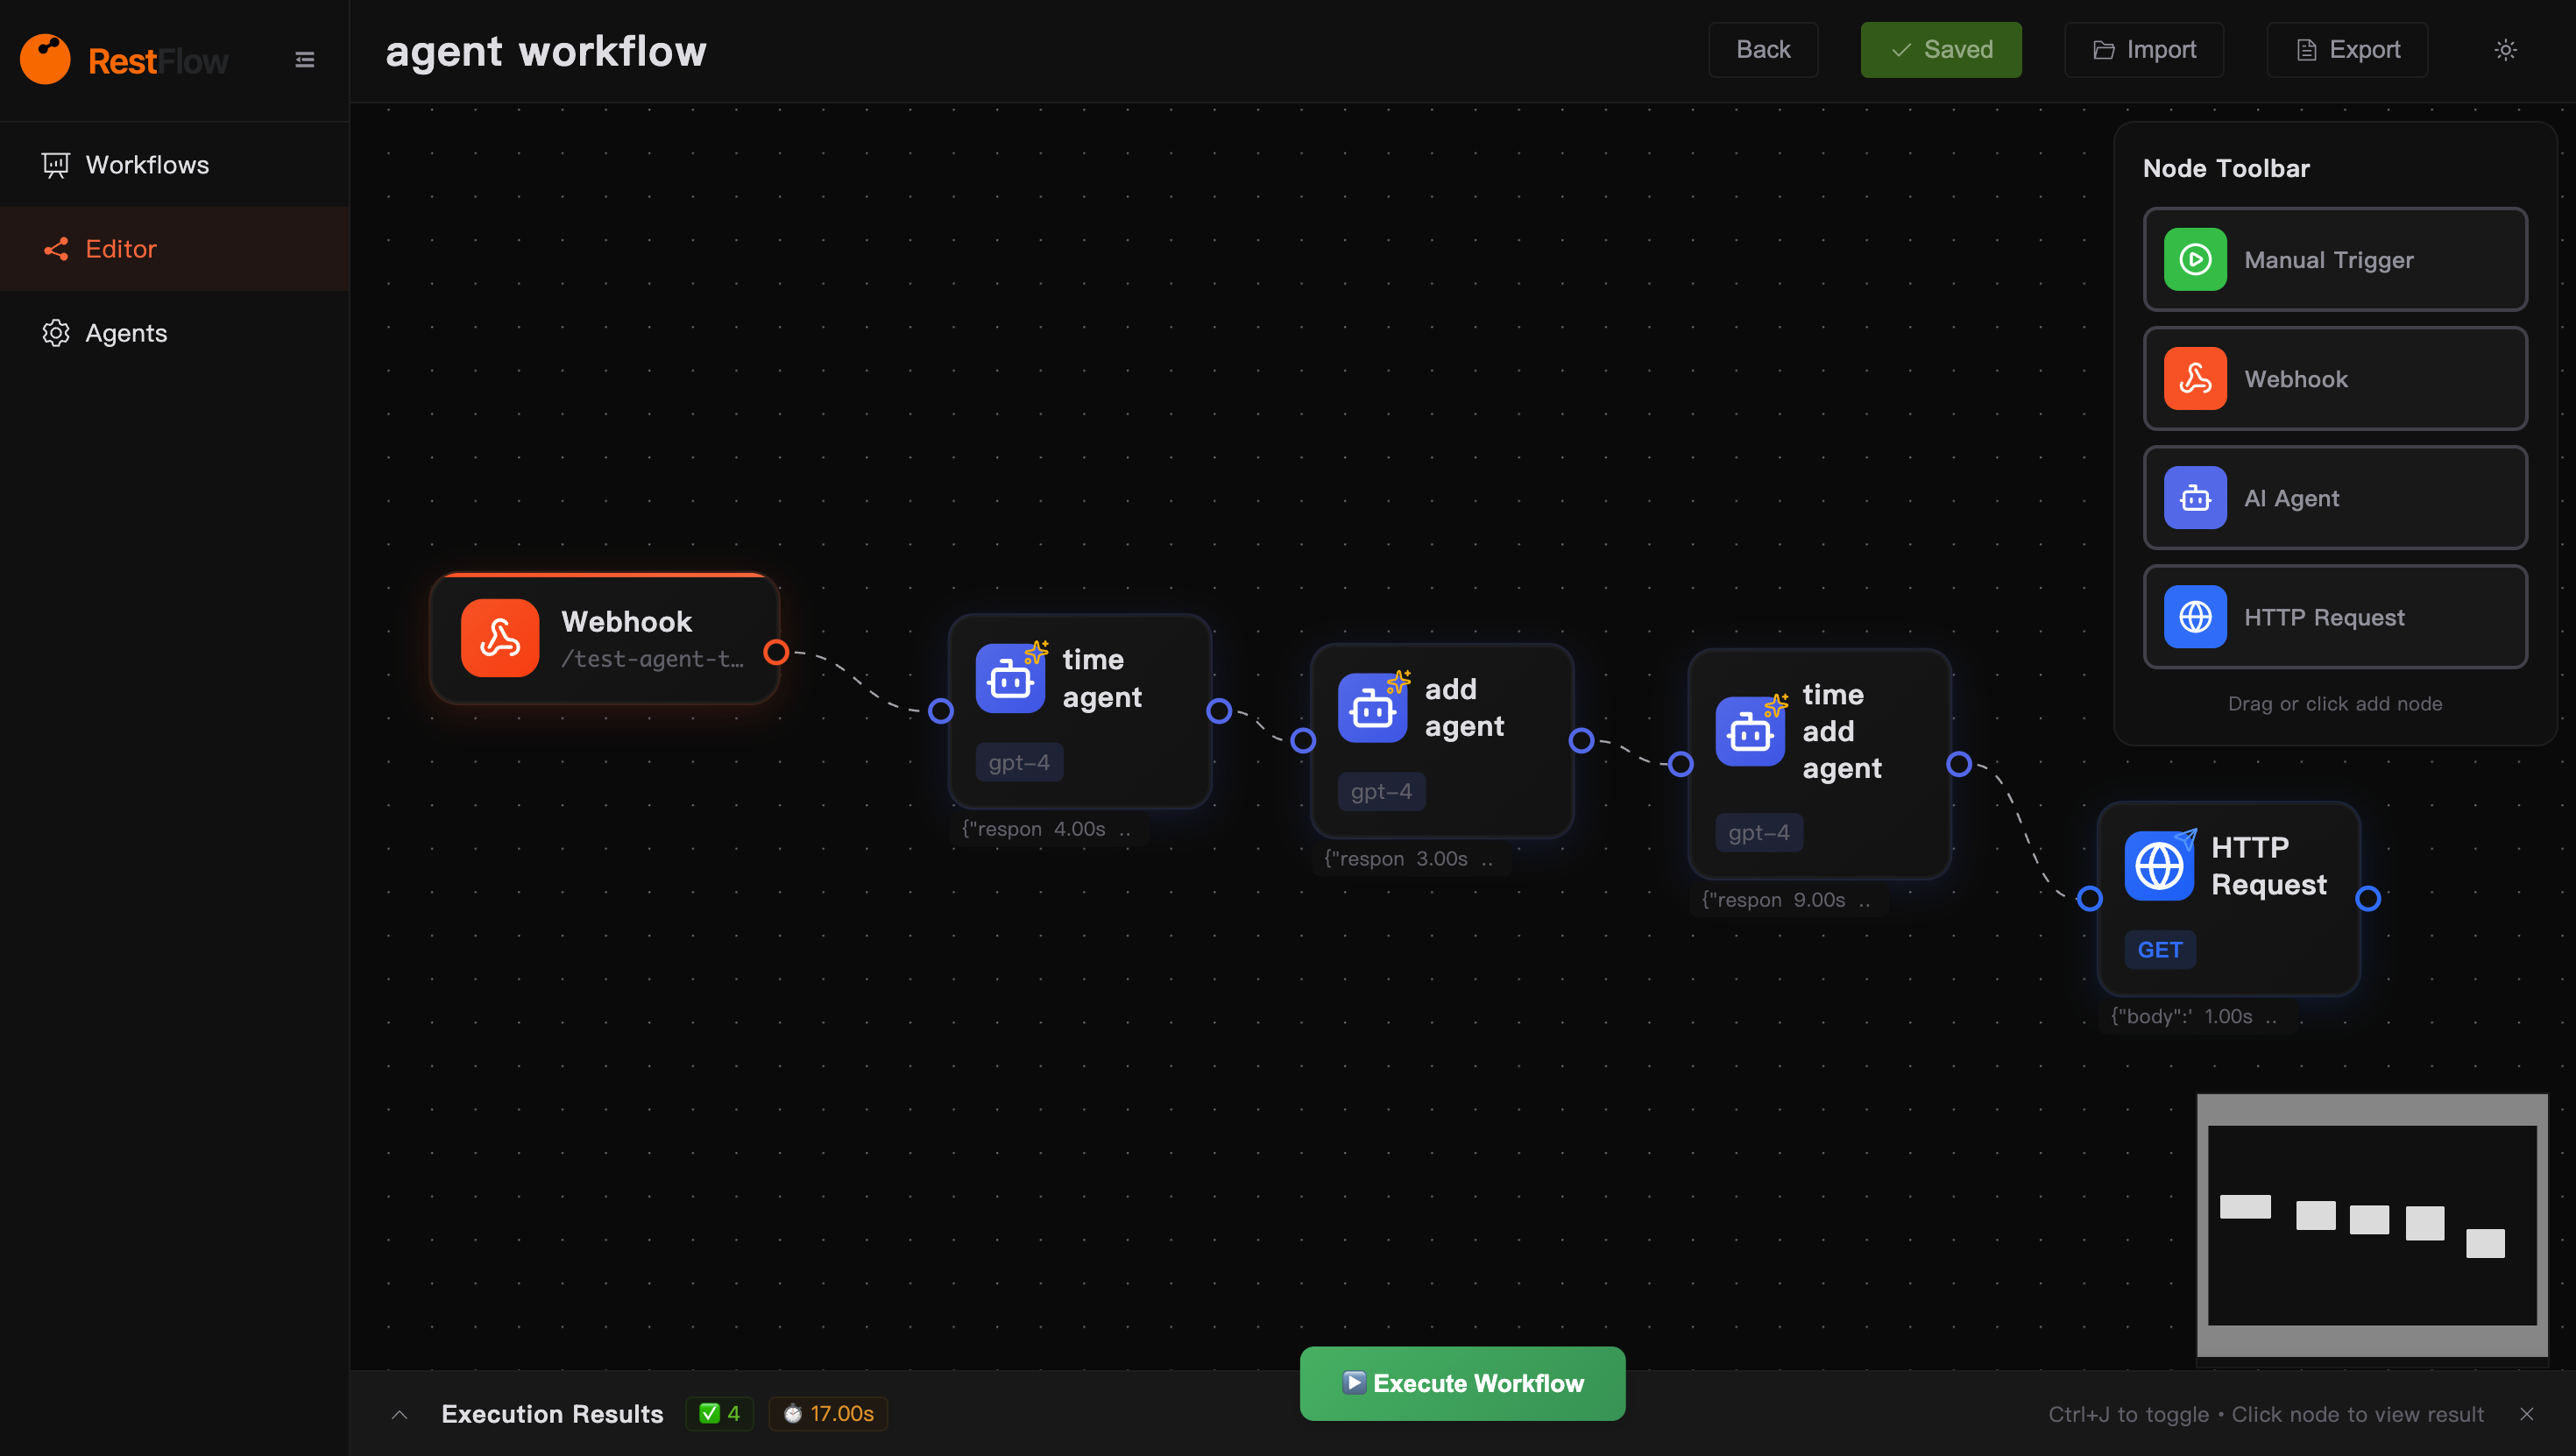 RestFlow
Workflows
Editor
Agents
agent workflow
Back
Saved
Import
Export
Node Toolbar
Manual Trigger
Webhook
AI Agent
HTTP Request
Drag or click add node
Webhook
/test-agent-t…
time
agent
gpt-4
{"respon 4.00s ..
add
agent
gpt-4
{"respon 3.00s ..
time
add
agent
gpt-4
{"respon 9.00s ..
HTTP
Request
GET
{"body":' 1.00s ..
Execute Workflow
Execution Results
4
17.00s
Ctrl+J to toggle • Click node to view result